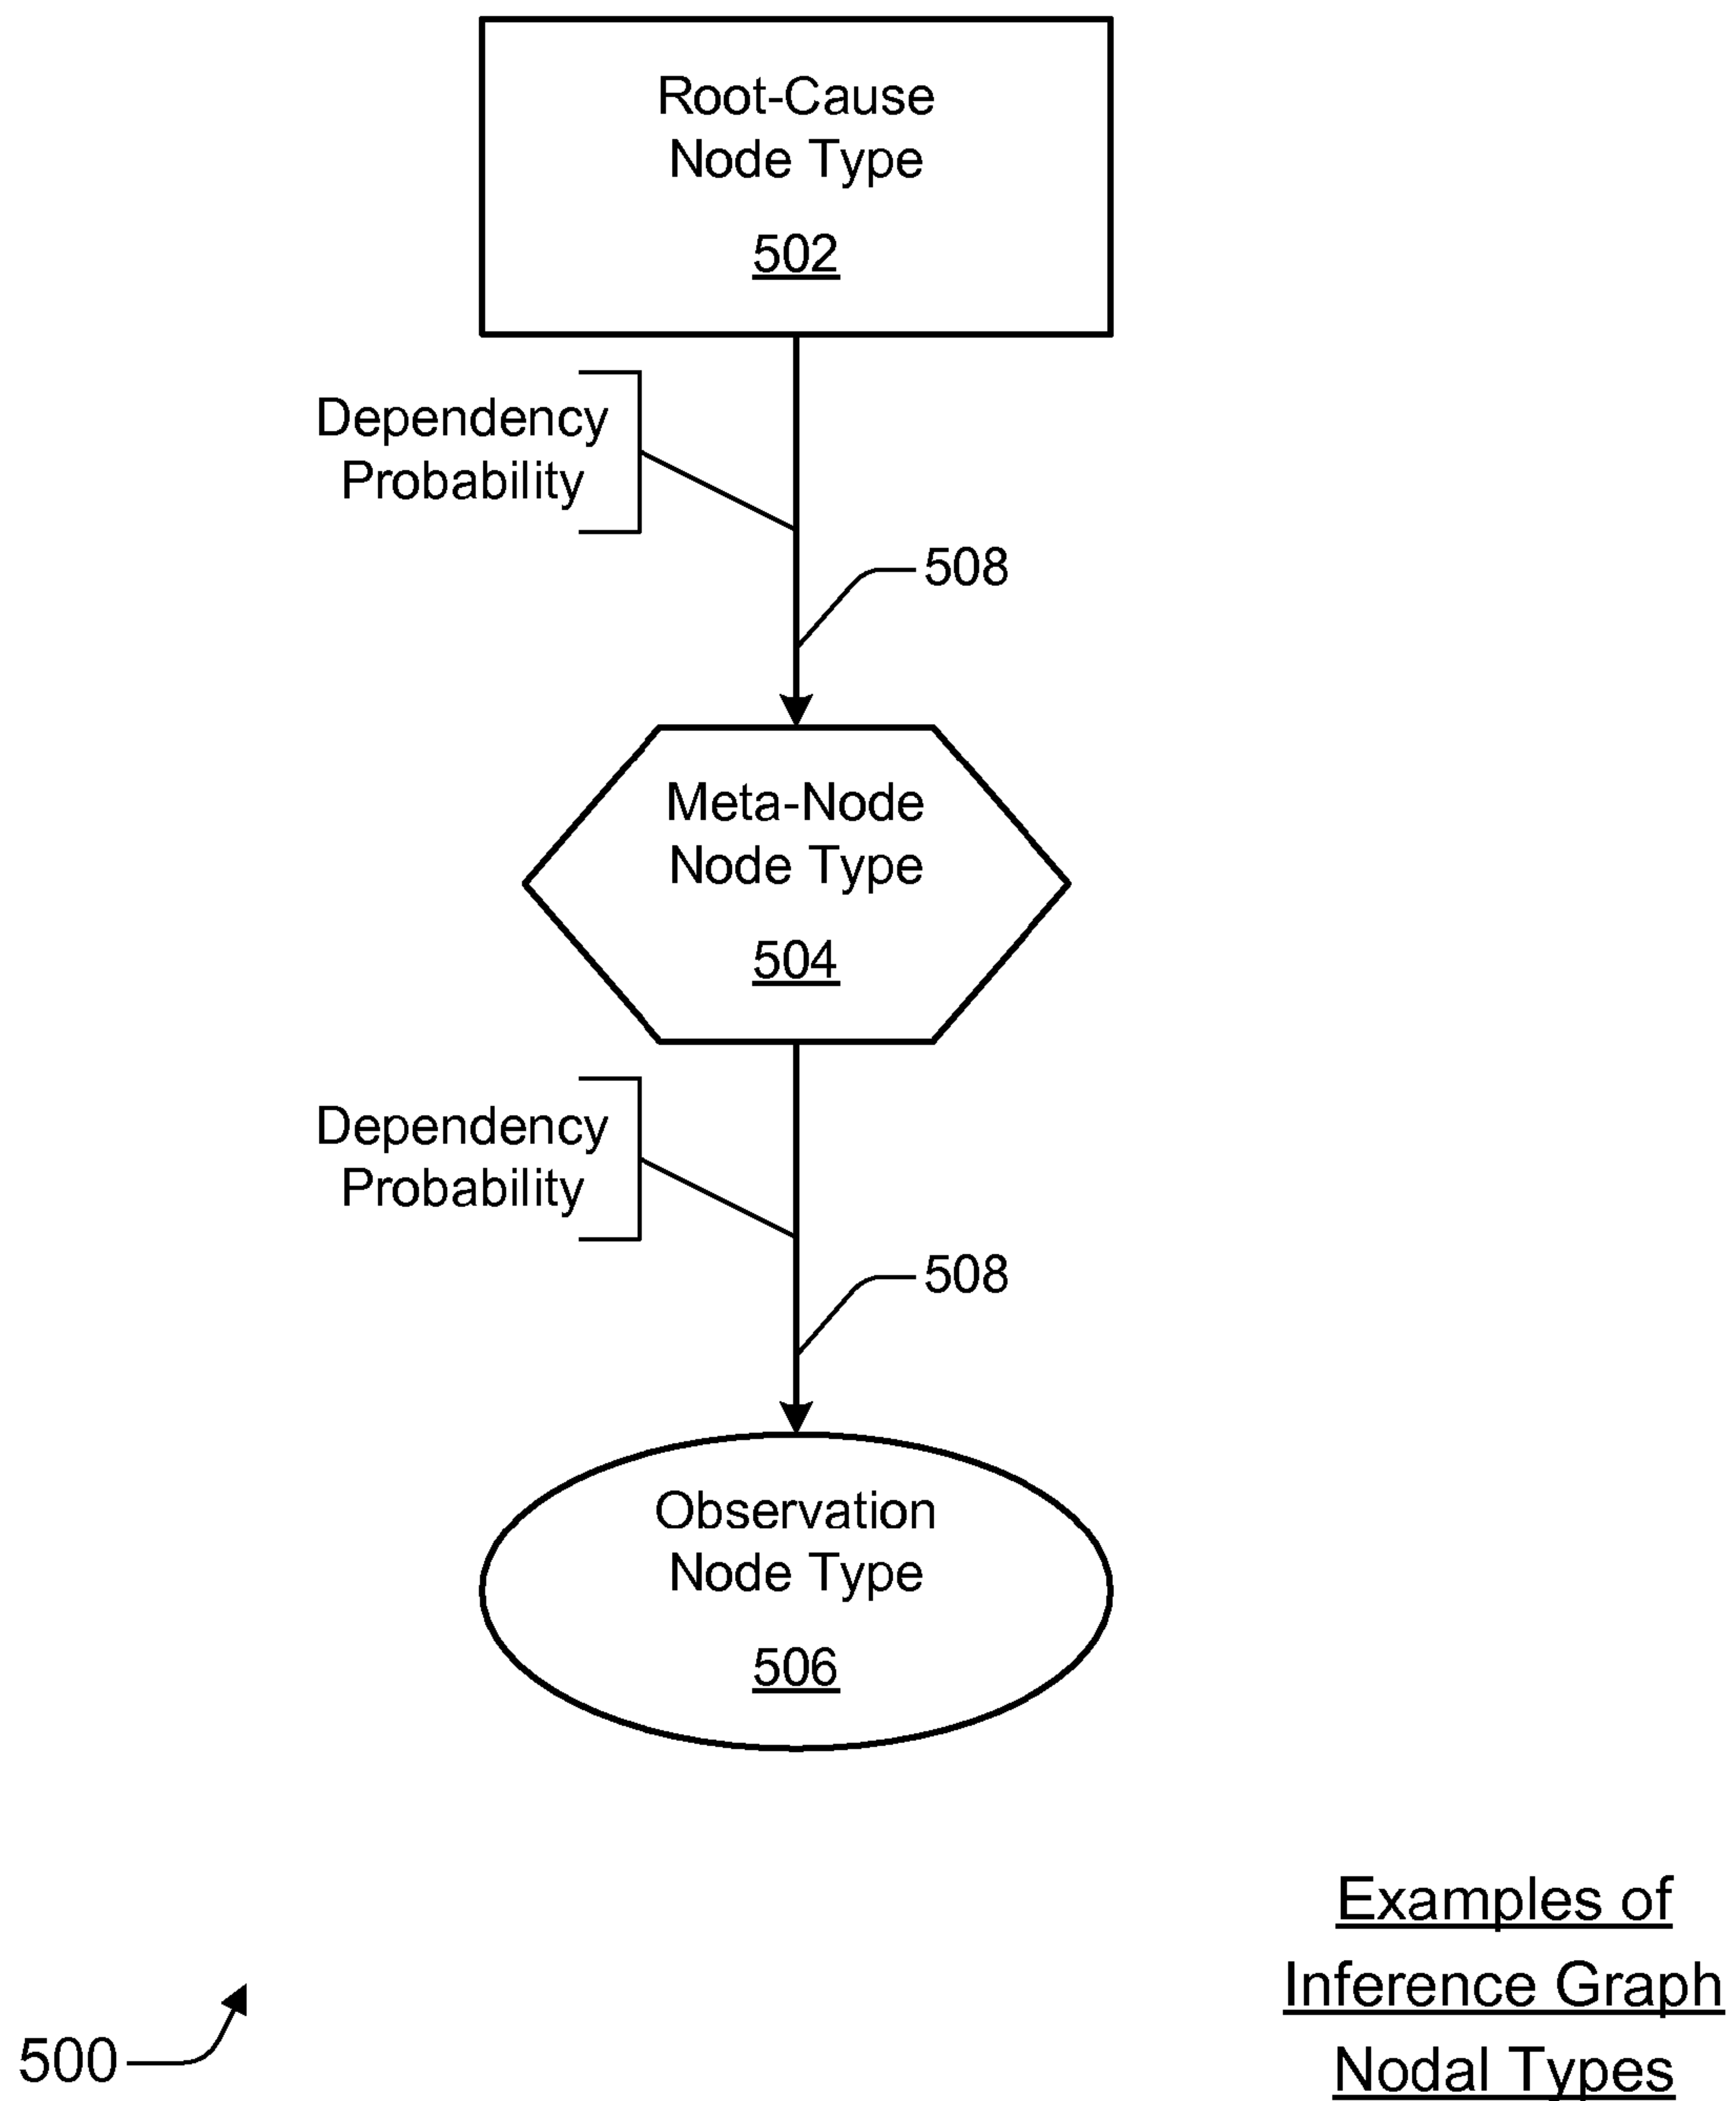 Root-Cause
Node Type
502
Dependency
Probability
508
Meta-Node
Node Type
504
Dependency
Probability
508
Observation
Node Type
506
Examples of
Inference Graph
Nodal Types
500